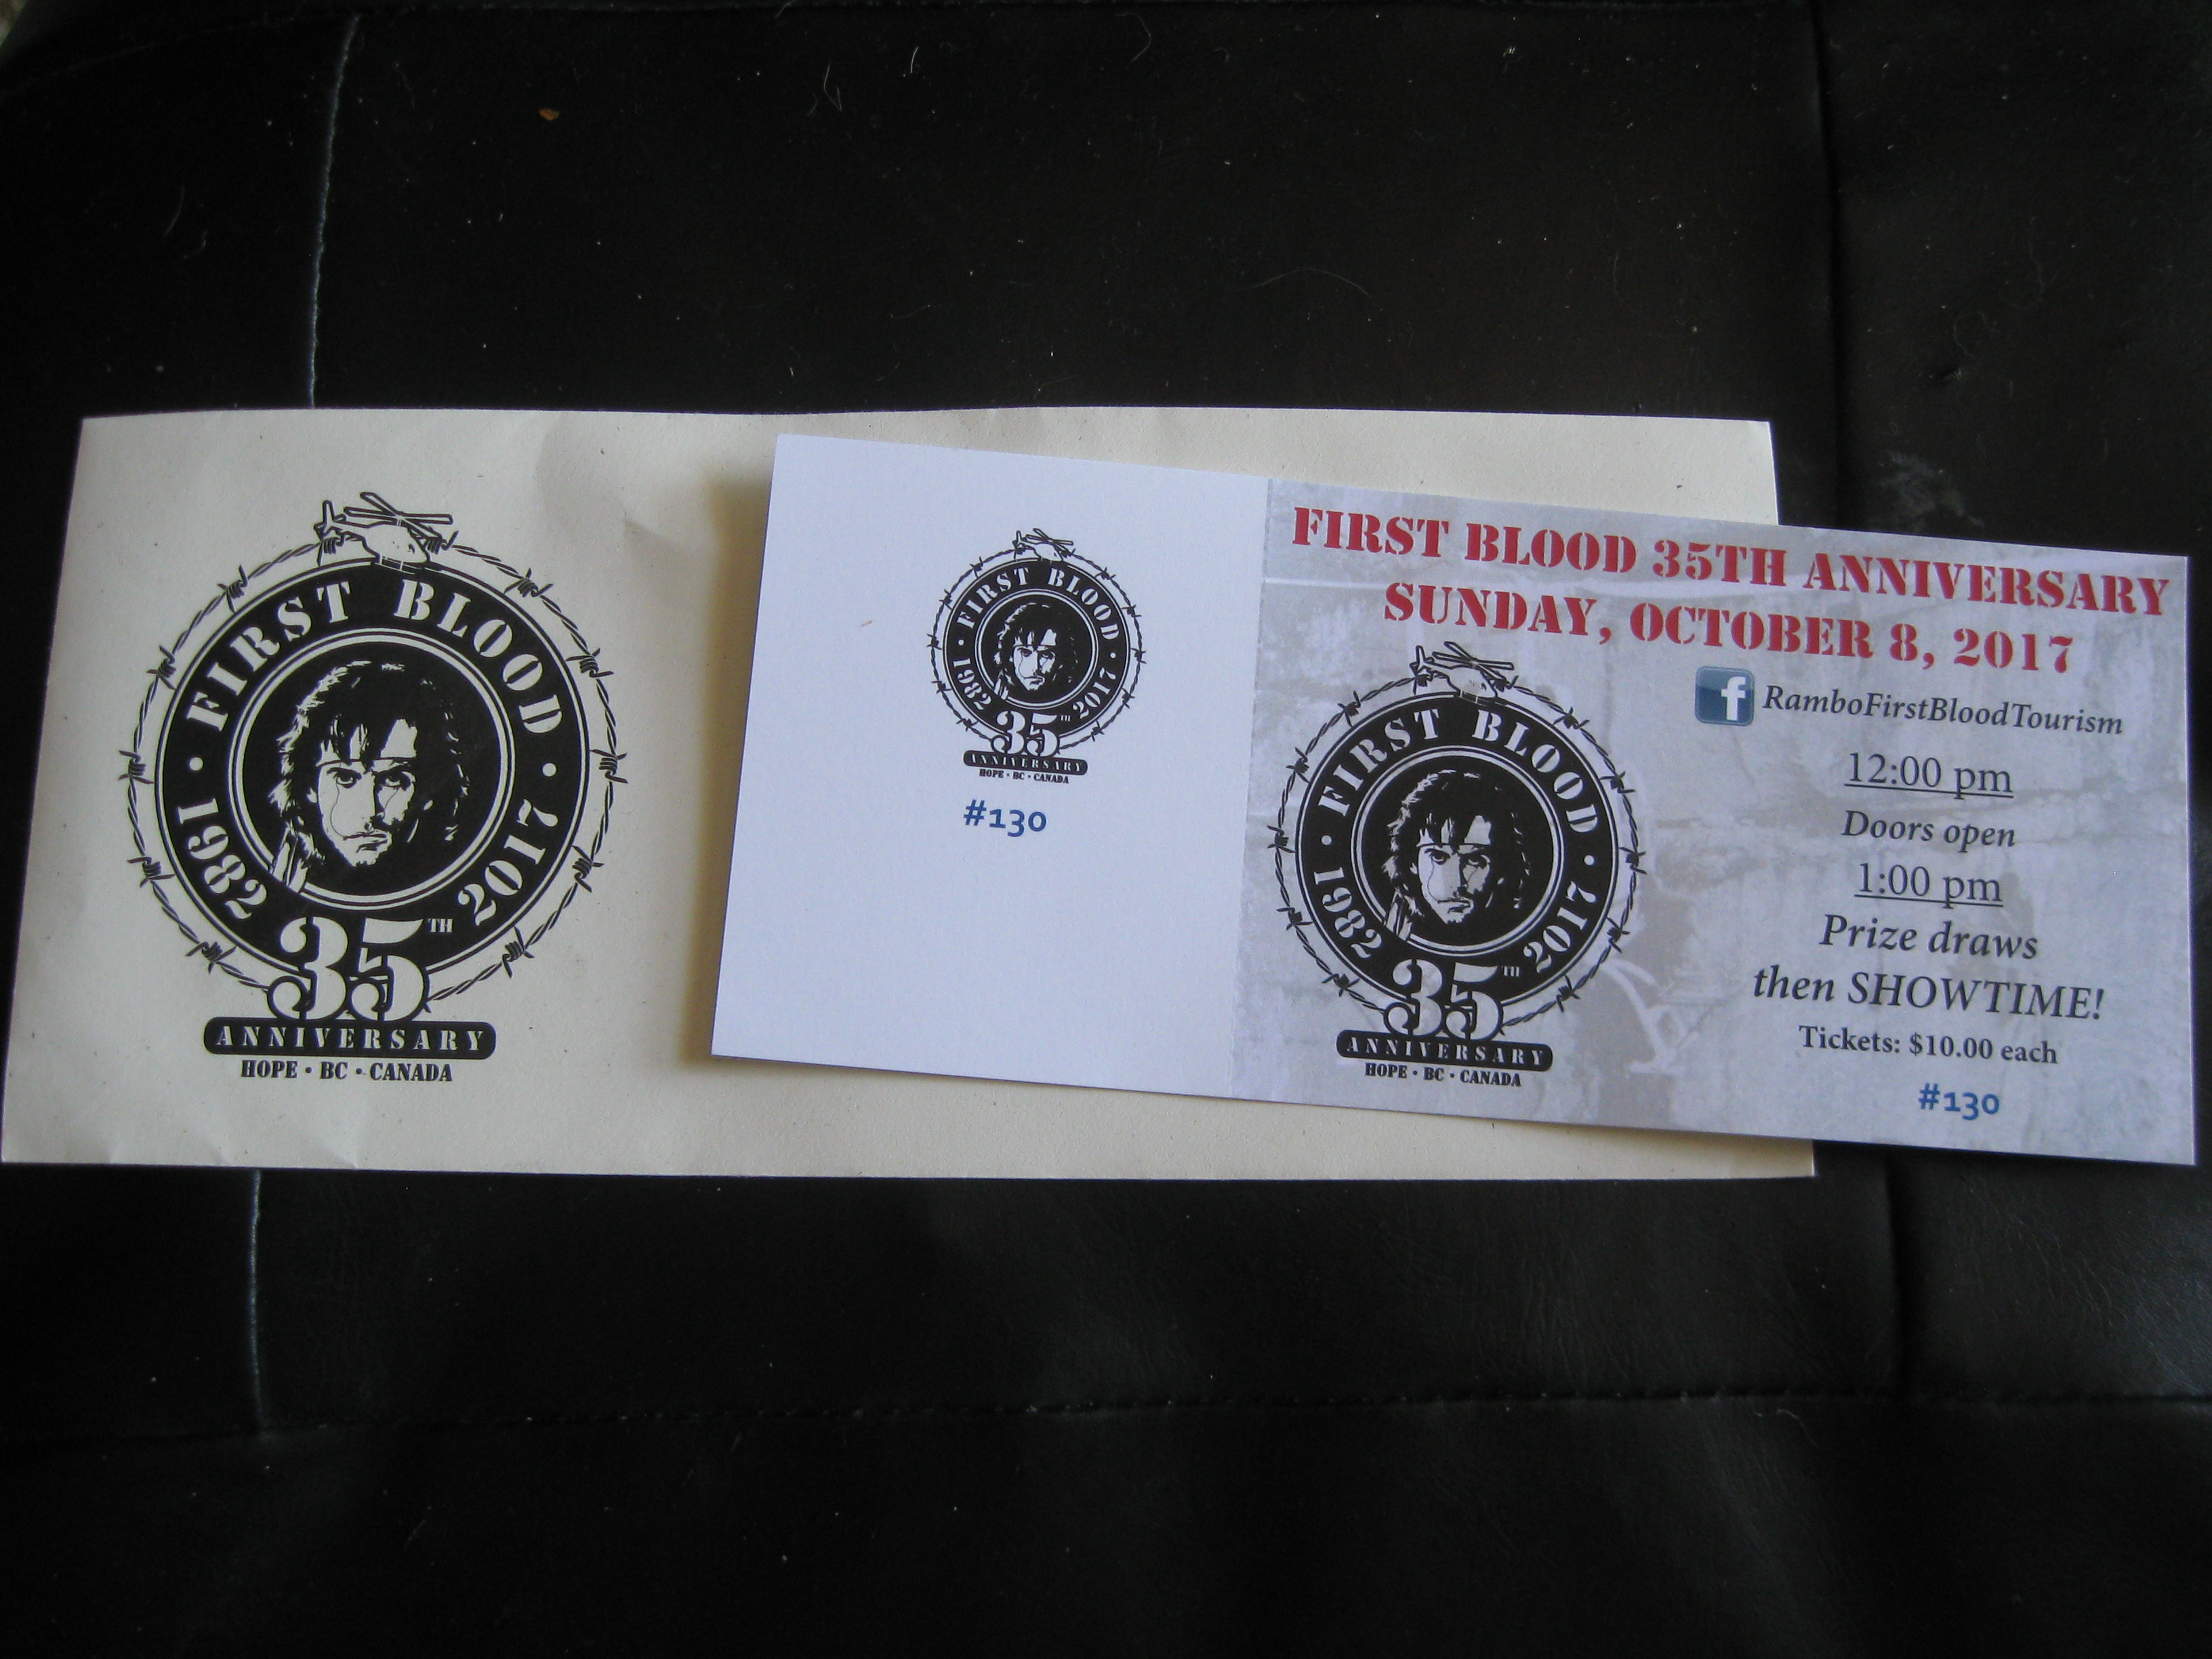 FIRST BLOOD
1982 2017
35TH
ANNIVERSARY
HOPE • BC • CANADA
FIRST BLOOD
1982 2017
35TH
ANNIVERSARY
HOPE • BC • CANADA
#130
FIRST BLOOD 35TH ANNIVERSARY
SUNDAY, OCTOBER 8, 2017
f RamboFirstBloodTourism
FIRST BLOOD
1982 2017
35TH
ANNIVERSARY
HOPE • BC • CANADA
12:00 pm
Doors open
1:00 pm
Prize draws
then SHOWTIME!
Tickets: $10.00 each
#130